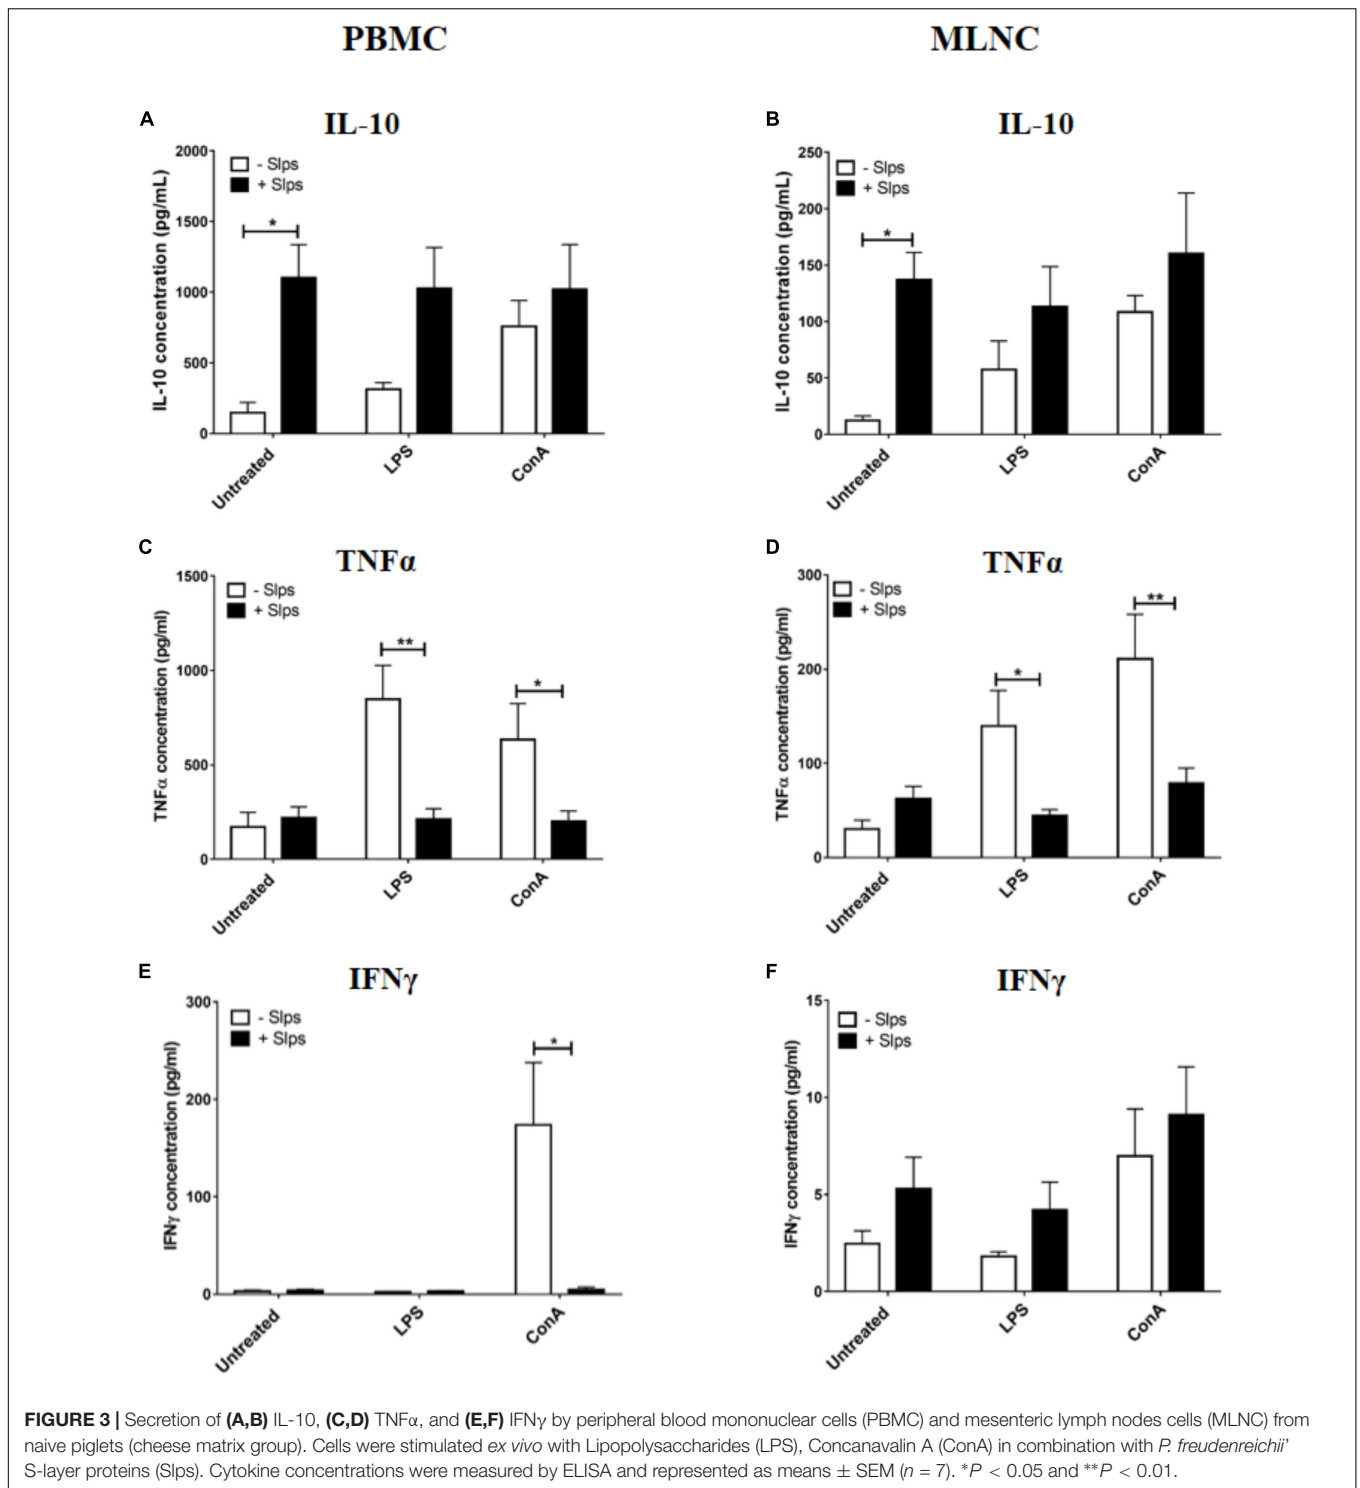 PBMC
MLNC
A
IL-10
2000
1500
1000
500
0
IL-10 concentration (pg/mL)
- Slps
+ Slps
*
Untreated
LPS
ConA
B
IL-10
250
200
150
100
50
0
IL-10 concentration (pg/mL)
- Slps
+ Slps
*
Untreated
LPS
ConA
C
TNFα
1500
1000
500
0
TNFα concentration (pg/ml)
- Slps
+ Slps
**
*
Untreated
LPS
ConA
D
TNFα
300
200
100
0
TNFα concentration (pg/ml)
- Slps
+ Slps
*
**
Untreated
LPS
ConA
E
IFNγ
300
200
100
0
IFNγ concentration (pg/ml)
- Slps
+ Slps
*
Untreated
LPS
ConA
F
IFNγ
15
10
5
0
IFNγ concentration (pg/ml)
- Slps
+ Slps
Untreated
LPS
ConA
FIGURE 3 | Secretion of (A,B) IL-10, (C,D) TNFα, and (E,F) IFNγ by peripheral blood mononuclear cells (PBMC) and mesenteric lymph nodes cells (MLNC) from
naive piglets (cheese matrix group). Cells were stimulated ex vivo with Lipopolysaccharides (LPS), Concanavalin A (ConA) in combination with P. freudenreichii'
S-layer proteins (Slps). Cytokine concentrations were measured by ELISA and represented as means ± SEM (n = 7). *P < 0.05 and **P < 0.01.